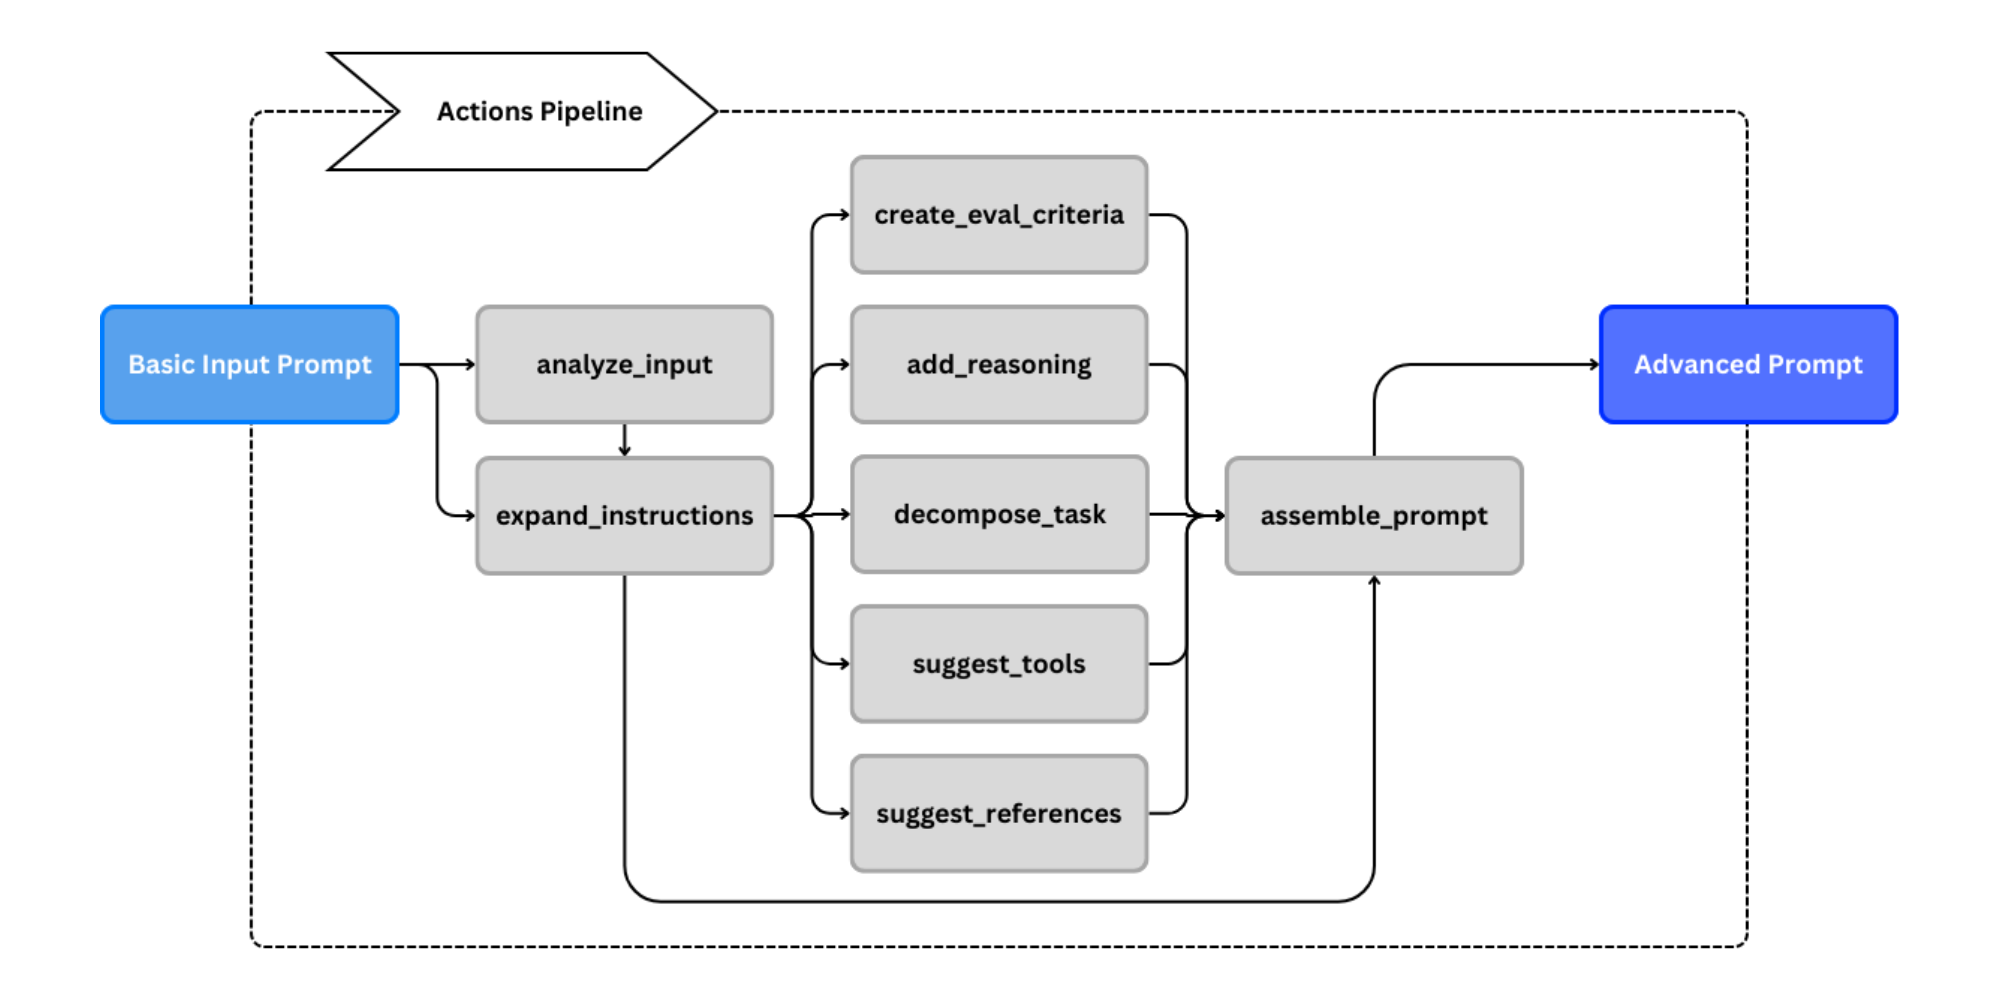 Actions Pipeline
Basic Input Prompt
analyze_input
expand_instructions
create_eval_criteria
add_reasoning
decompose_task
suggest_tools
suggest_references
assemble_prompt
Advanced Prompt